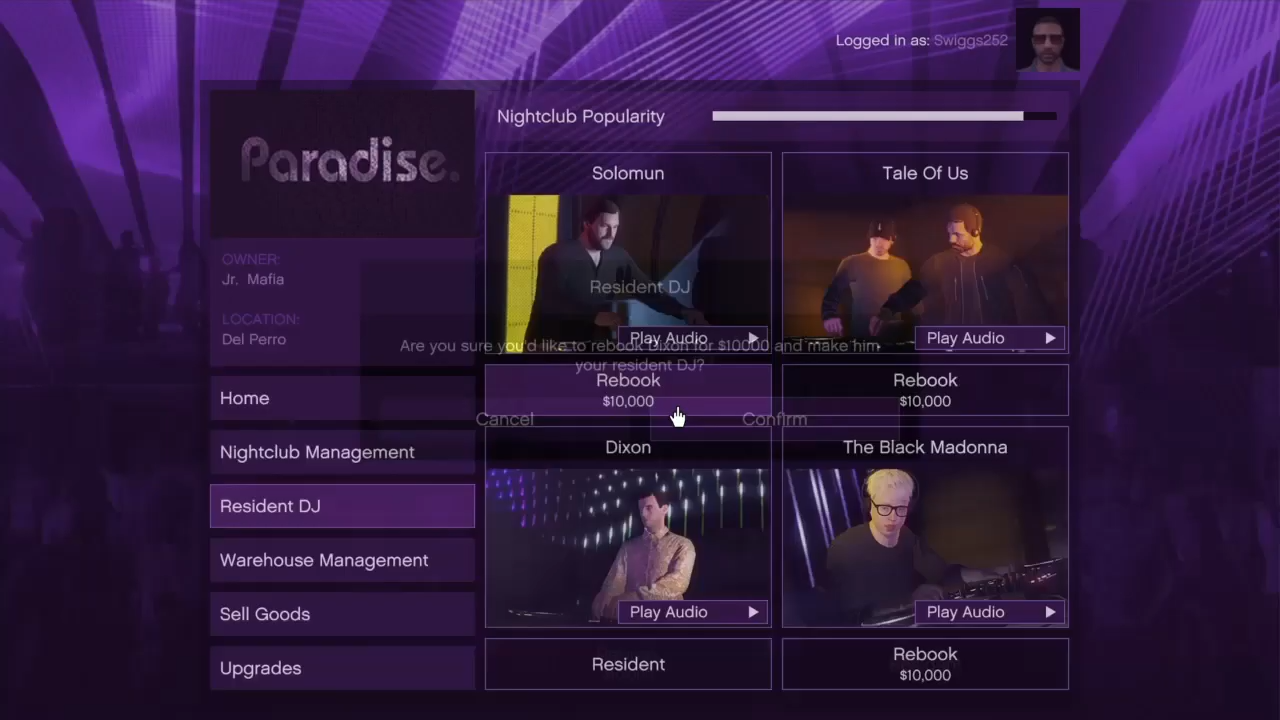 Logged in as: Swiggs252
Paradise.
OWNER:
Jr. Mafia
LOCATION:
Del Perro
Home
Nightclub Management
Resident DJ
Warehouse Management
Sell Goods
Upgrades
Nightclub Popularity
Solomun
Tale Of Us
Resident DJ
Play Audio
Play Audio
Are you sure you'd like to rebook Dixon for $10000 and make him
your resident DJ?
Rebook
$10,000
Rebook
$10,000
Cancel
Confirm
Dixon
The Black Madonna
Play Audio
Play Audio
Resident
Rebook
$10,000